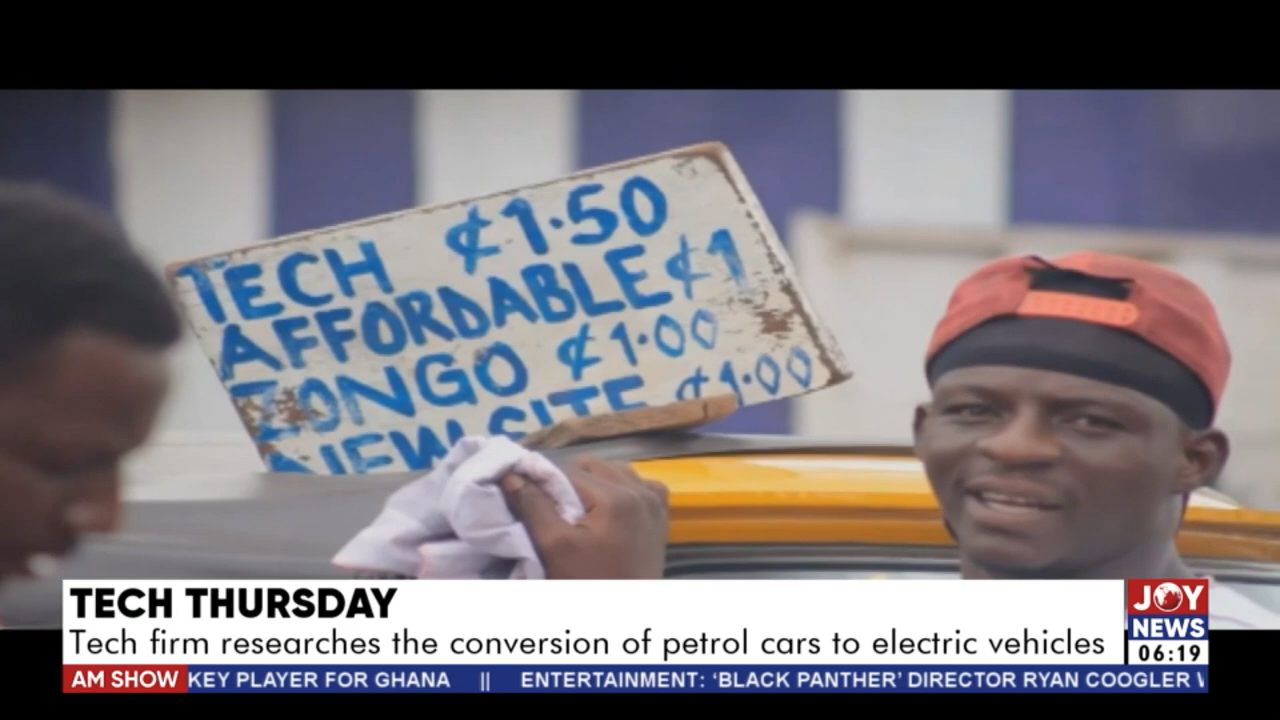 TECH ₵1.50
AFFORDABLE ₵1
ZONGO ₵1.00
NEW SITE ₵1.00
TECH THURSDAY
Tech firm researches the conversion of petrol cars to electric vehicles
JOY
NEWS
06:19
AM SHOW KEY PLAYER FOR GHANA || ENTERTAINMENT: ‘BLACK PANTHER’ DIRECTOR RYAN COOGLER